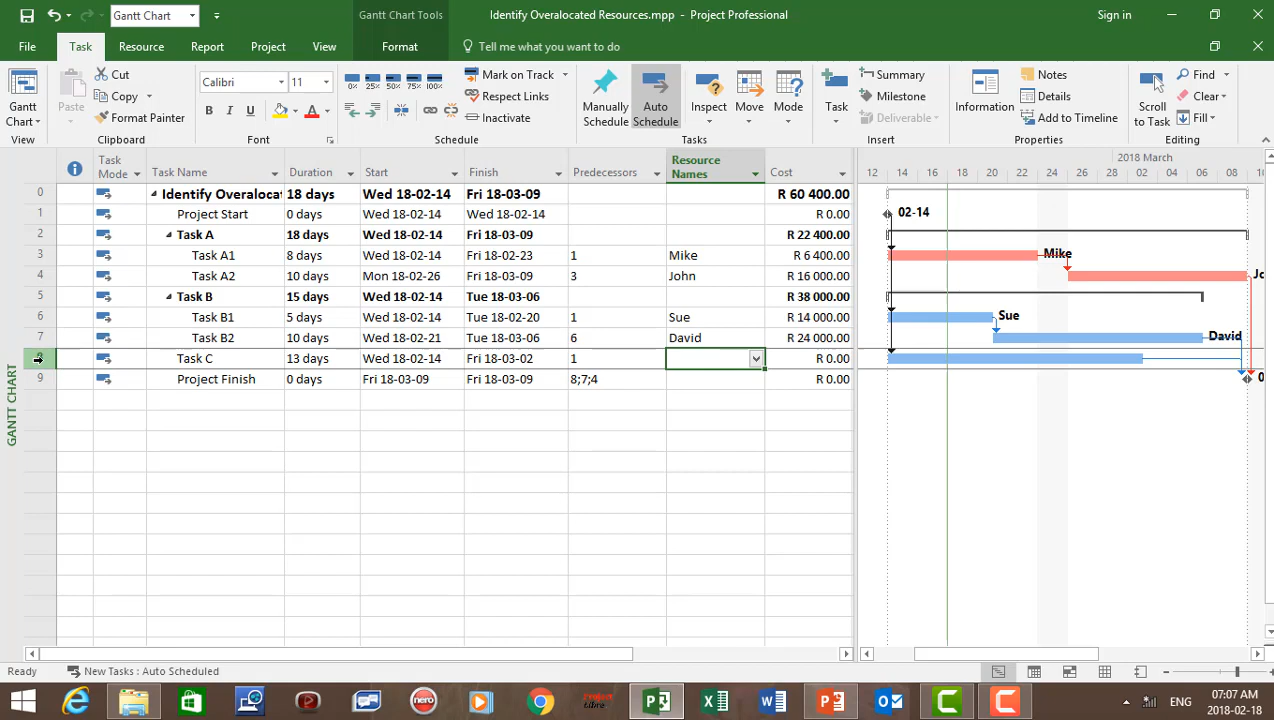 Gantt Chart
Gantt Chart Tools
Identify Overalocated Resources.mpp - Project Professional
Sign in
File Task Resource Report Project View Format Tell me what you want to do
Gantt Chart
View
Paste
Cut
Copy
Format Painter
Clipboard
Calibri 11
B I U A
Font
0% 25% 50% 75% 100%
Mark on Track
Respect Links
Inactivate
Schedule
Manually Schedule
Auto Schedule
Inspect
Move
Mode
Tasks
Task
Summary
Milestone
Deliverable
Insert
Information
Notes
Details
Add to Timeline
Properties
Scroll to Task
Find
Clear
Fill
Editing
Task Mode Task Name Duration Start Finish Predecessors Resource Names Cost
2018 March
12 14 16 18 20 22 24 26 28 02 04 06 08
0 Identify Overaloca 18 days Wed 18-02-14 Fri 18-03-09 R 60 400.00
1 Project Start 0 days Wed 18-02-14 Wed 18-02-14 R 0.00 02-14
2 Task A 18 days Wed 18-02-14 Fri 18-03-09 R 22 400.00
3 Task A1 8 days Wed 18-02-14 Fri 18-02-23 1 Mike R 6 400.00 Mike
4 Task A2 10 days Mon 18-02-26 Fri 18-03-09 3 John R 16 000.00 Jo
5 Task B 15 days Wed 18-02-14 Tue 18-03-06 R 38 000.00
6 Task B1 5 days Wed 18-02-14 Tue 18-02-20 1 Sue R 14 000.00 Sue
7 Task B2 10 days Wed 18-02-21 Tue 18-03-06 6 David R 24 000.00 David
8 Task C 13 days Wed 18-02-14 Fri 18-03-02 1 R 0.00
9 Project Finish 0 days Fri 18-03-09 Fri 18-03-09 8;7;4 R 0.00 0
GANTT CHART
Ready New Tasks : Auto Scheduled
ENG
07:07 AM
2018-02-18